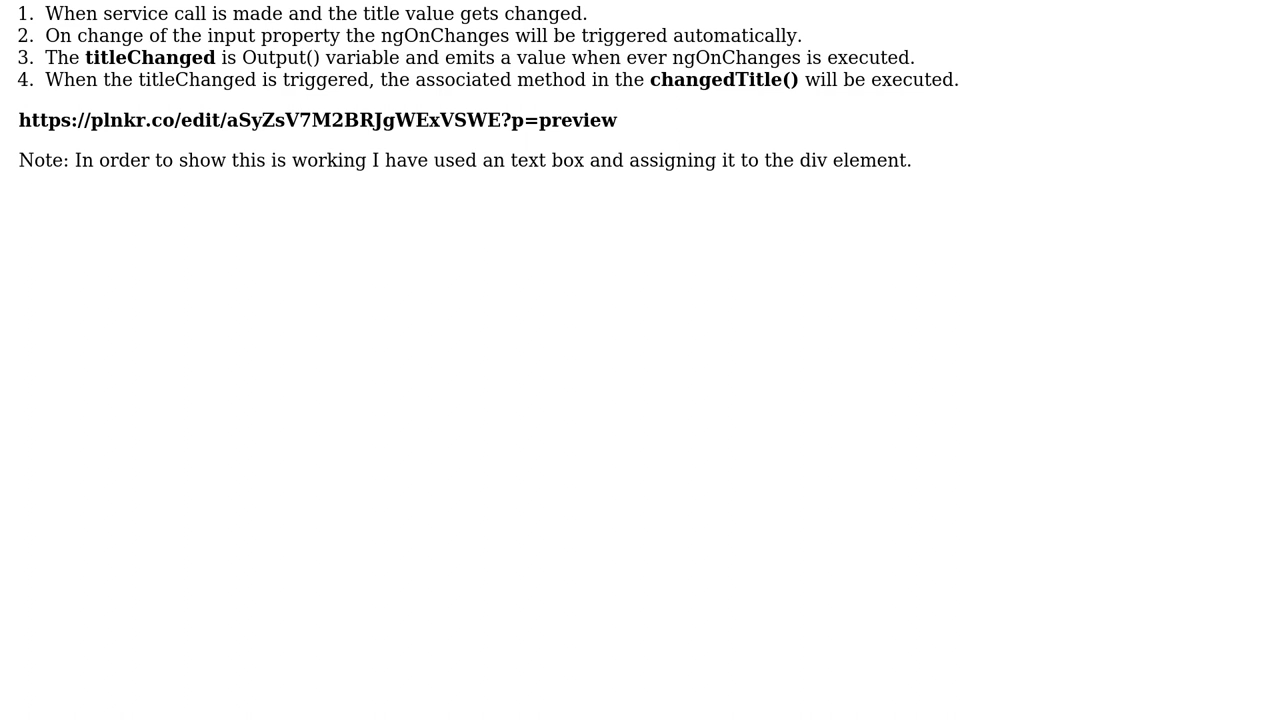 1. When service call is made and the title value gets changed.
2. On change of the input property the ngOnChanges will be triggered automatically.
3. The titleChanged is Output() variable and emits a value when ever ngOnChanges is executed.
4. When the titleChanged is triggered, the associated method in the changedTitle() will be executed.
https://plnkr.co/edit/aSyZsV7M2BRJgWExVSWE?p=preview
Note: In order to show this is working I have used an text box and assigning it to the div element.